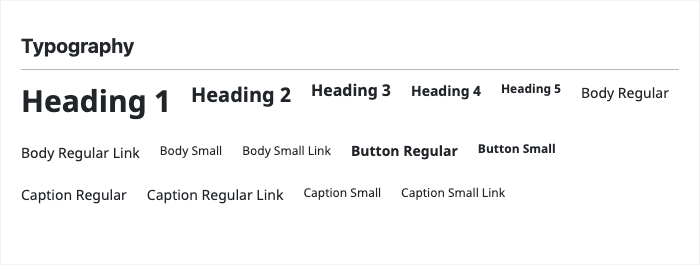 Typography
Heading 1 Heading 2 Heading 3 Heading 4 Heading 5 Body Regular
Body Regular Link Body Small Body Small Link Button Regular Button Small
Caption Regular Caption Regular Link Caption Small Caption Small Link